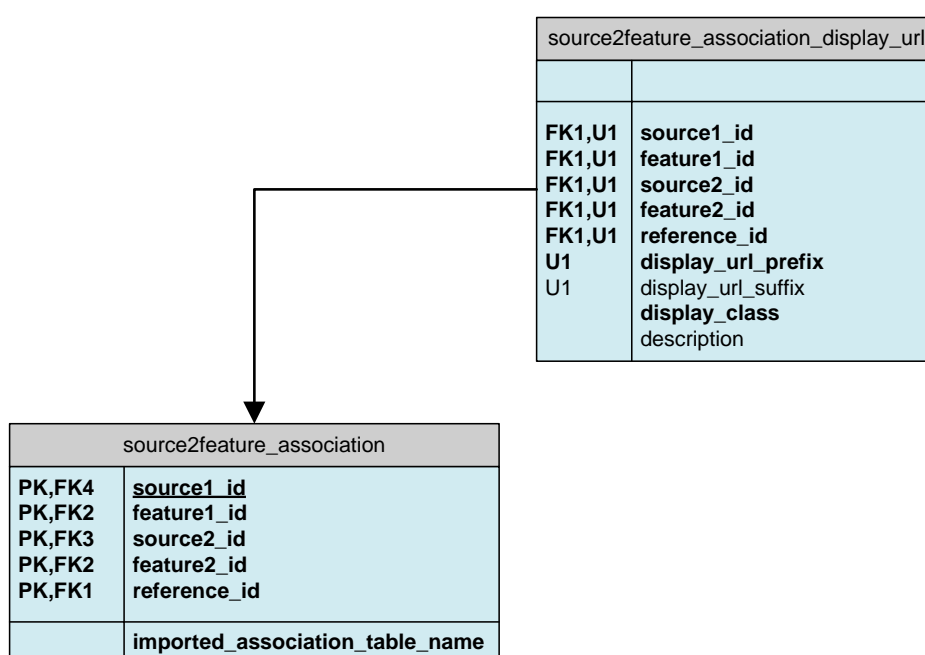 source2feature_association_display_url
FK1,U1 source1_id
FK1,U1 feature1_id
FK1,U1 source2_id
FK1,U1 feature2_id
FK1,U1 reference_id
U1 display_url_prefix
U1 display_url_suffix
display_class
description
source2feature_association
PK,FK4 source1_id
PK,FK2 feature1_id
PK,FK3 source2_id
PK,FK2 feature2_id
PK,FK1 reference_id
imported_association_table_name